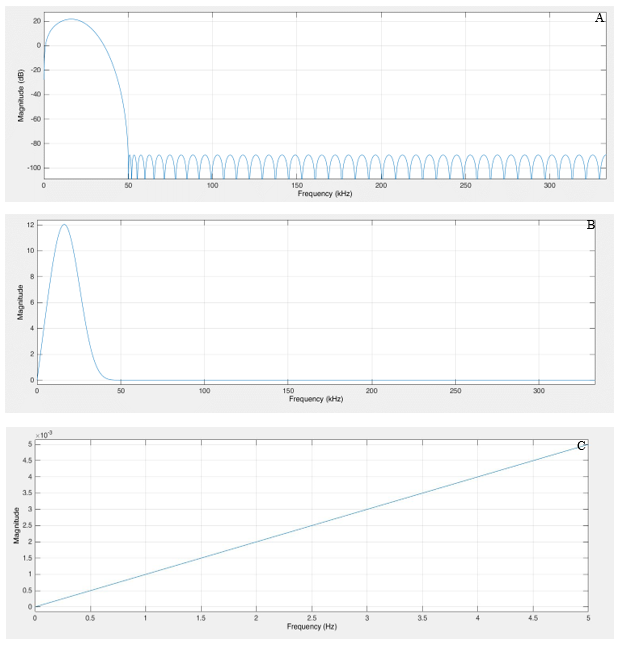 A
20
0
-20
-40
-60
-80
-100
Magnitude (dB)
0 50 100 150 200 250 300
Frequency (kHz)
B
12
10
8
6
4
2
0
Magnitude
0 50 100 150 200 250 300
Frequency (kHz)
×10⁻³
C
5
4.5
4
3.5
3
2.5
2
1.5
1
0.5
0
Magnitude
0 0.5 1 1.5 2 2.5 3 3.5 4 4.5 5
Frequency (Hz)